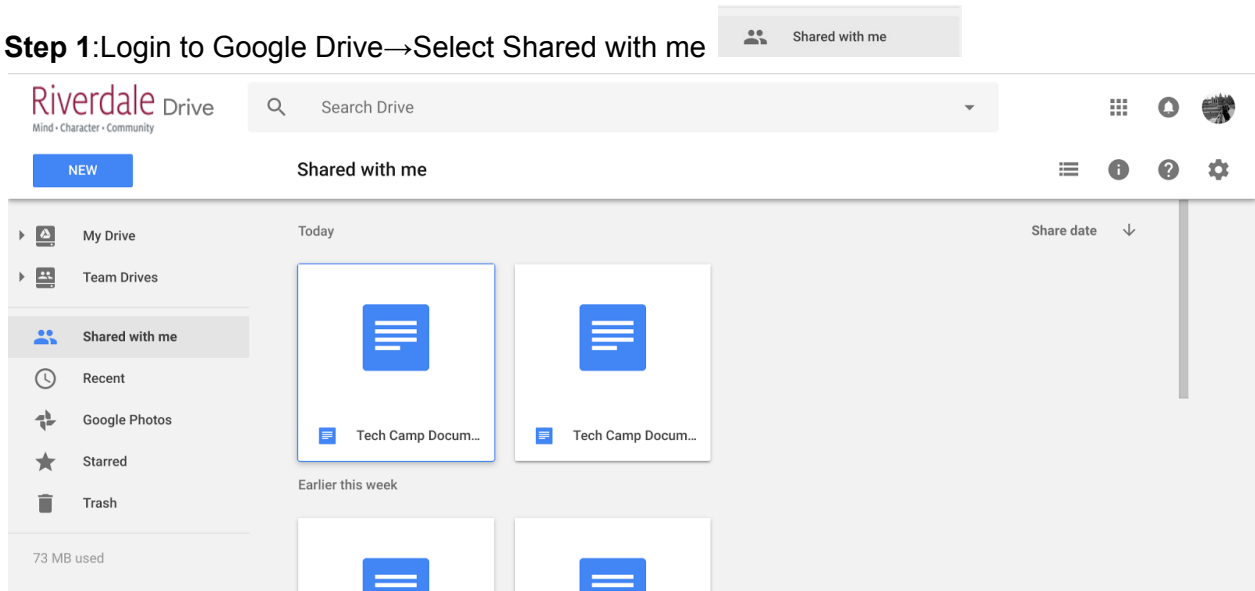 Step 1:Login to Google Drive→Select Shared with me
Shared with me
Riverdale Drive
Mind • Character • Community
Search Drive
NEW
Shared with me
My Drive
Team Drives
Shared with me
Recent
Google Photos
Starred
Trash
73 MB used
Today
Share date
Tech Camp Docum...
Tech Camp Docum...
Earlier this week